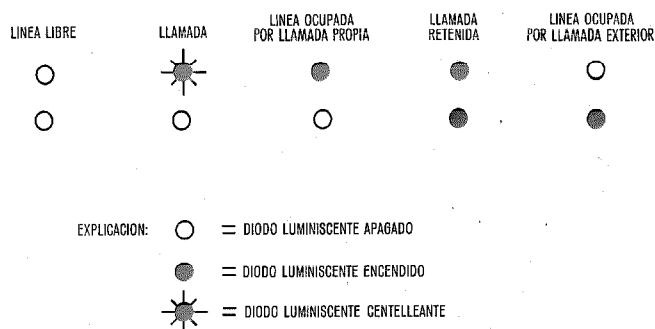 LINEA LIBRE
LLAMADA
LINEA OCUPADA
POR LLAMADA PROPIA
LLAMADA
RETENIDA
LINEA OCUPADA
POR LLAMADA EXTERIOR
EXPLICACION:
= DIODO LUMINISCENTE APAGADO
= DIODO LUMINISCENTE ENCENDIDO
= DIODO LUMINISCENTE CENTELLEANTE